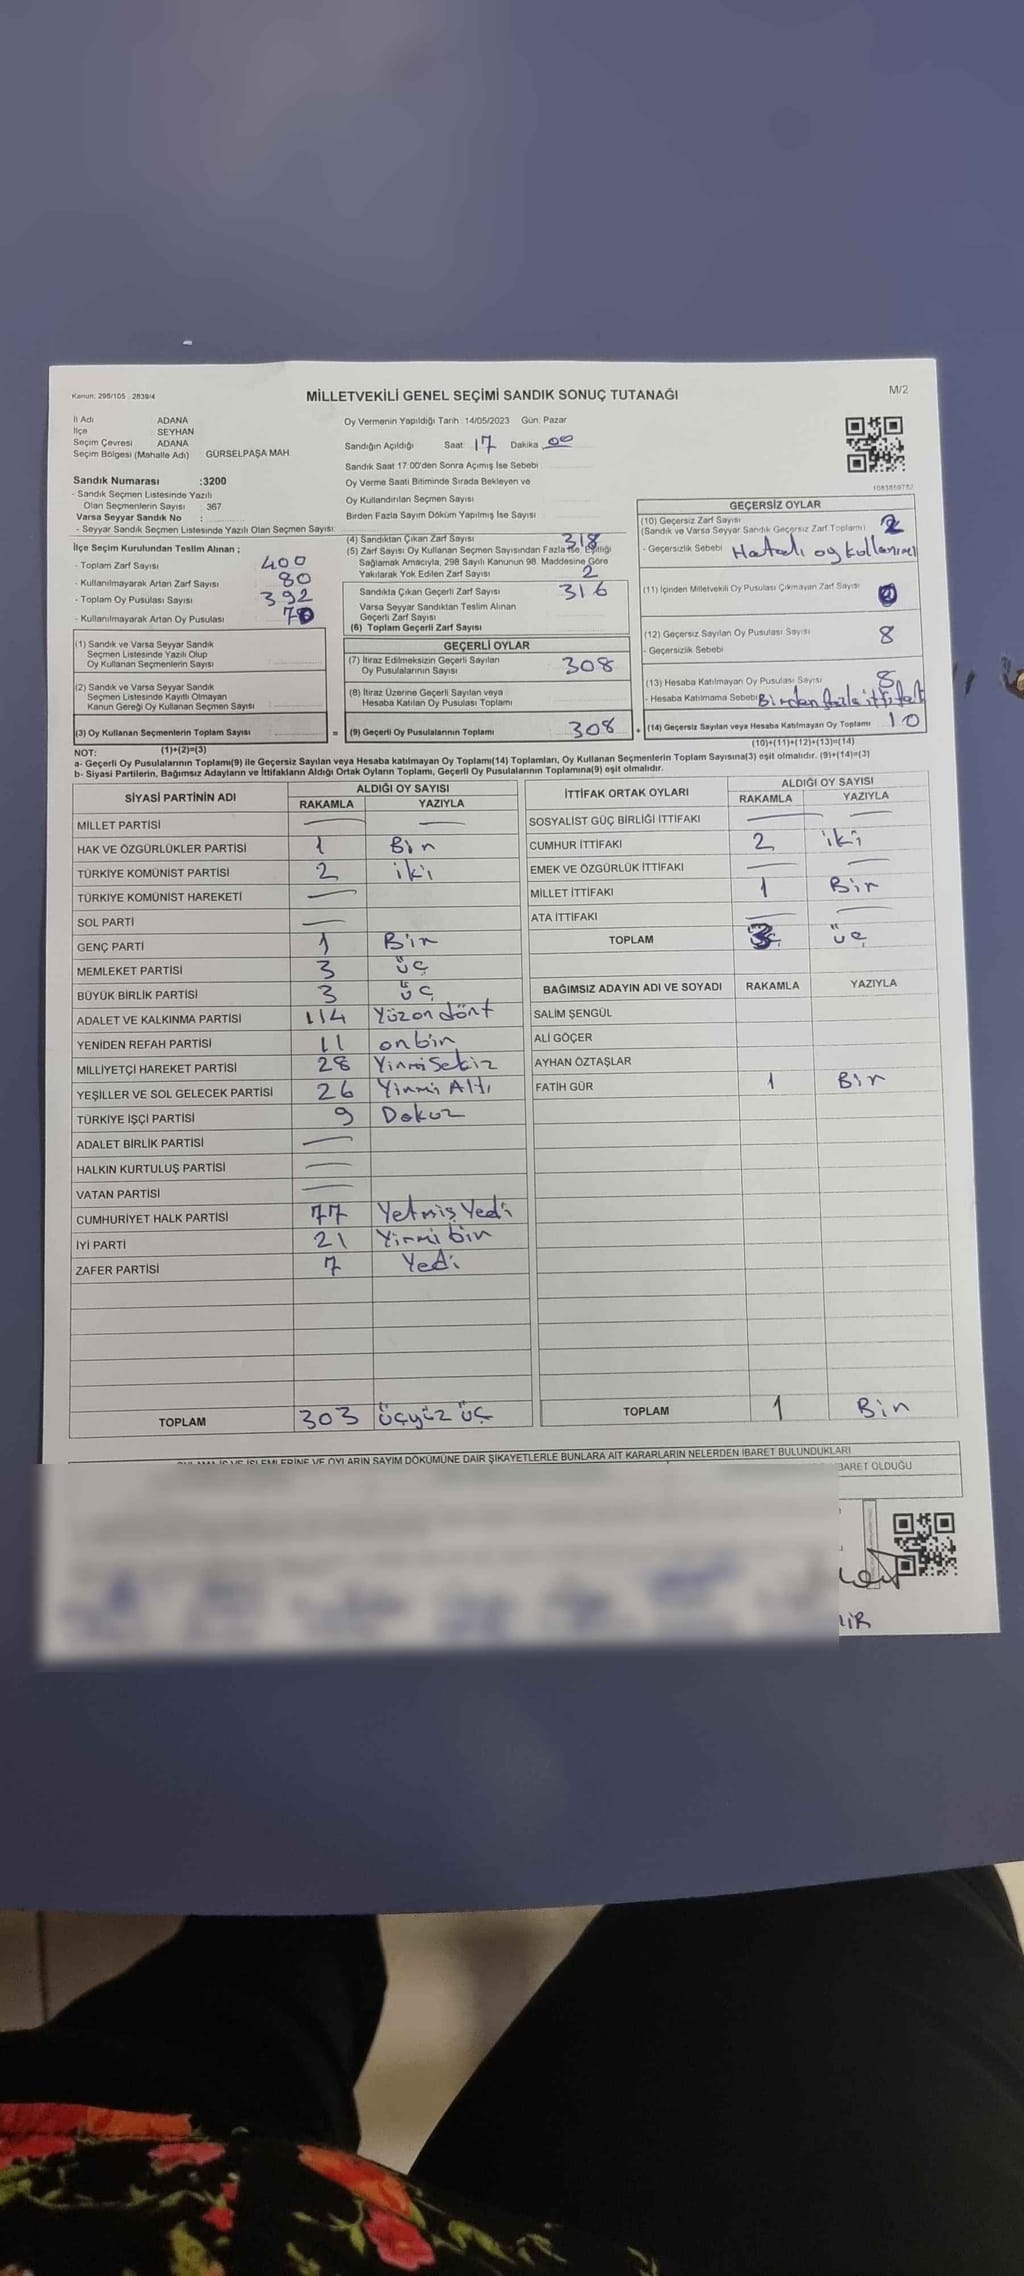 Kanun: 298/105 , 2839/4
MİLLETVEKİLİ GENEL SEÇİMİ SANDIK SONUÇ TUTANAĞI
M/2
İl Adı ADANA
İlçe SEYHAN
Seçim Çevresi ADANA
Seçim Bölgesi (Mahalle Adı) : GÜRSELPAŞA MAH.
Sandık Numarası :3200
- Sandık Seçmen Listesinde Yazılı
Olan Seçmenlerin Sayısı : 367
Varsa Seyyar Sandık No :
- Seyyar Sandık Seçmen Listesinde Yazılı Olan Seçmen Sayısı:
İlçe Seçim Kurulundan Teslim Alınan ;
- Toplam Zarf Sayısı 400
- Kullanılmayarak Artan Zarf Sayısı 80
- Toplam Oy Pusulası Sayısı 392
- Kullanılmayarak Artan Oy Pusulası
(1) Sandık ve Varsa Seyyar Sandık
Seçmen Listesinde Yazılı Olup
Oy Kullanan Seçmenlerin Sayısı :
(2) Sandık ve Varsa Seyyar Sandık
Seçmen Listesinde Kayıtlı Olmayan
Kanun Gereği Oy Kullanan Seçmen Sayısı :
(3) Oy Kullanan Seçmenlerin Toplam Sayısı :
Oy Vermenin Yapıldığı Tarih :14/05/2023 Gün: Pazar
Sandığın Açıldığı Saat 17 Dakika 00
Sandık Saat 17.00'den Sonra Açımış İse Sebebi
Oy Verme Saati Bitiminde Sırada Bekleyen ve
Oy Kullandırılan Seçmen Sayısı
Birden Fazla Sayım Döküm Yapılmış İse Sayısı
(4) Sandıktan Çıkan Zarf Sayısı 318
(5) Zarf Sayısı Oy Kullanan Seçmen Sayısından Fazla İse, Eşitliği
Sağlamak Amacıyla, 298 Sayılı Kanunun 98. Maddesine Göre
Yakılarak Yok Edilen Zarf Sayısı 2
Sandıkta Çıkan Geçerli Zarf Sayısı 316
Varsa Seyyar Sandıktan Teslim Alınan
Geçerli Zarf Sayısı
(6) Toplam Geçerli Zarf Sayısı
GEÇERLİ OYLAR
(7) İtiraz Edilmeksizin Geçerli Sayılan
Oy Pusulalarının Sayısı 308
(8) İtiraz Üzerine Geçerli Sayılan veya
Hesaba Katılan Oy Pusulası Toplamı
= (9) Geçerli Oy Pusulalarının Toplamı 308 +
1081859782
GEÇERSİZ OYLAR
(10) Geçersiz Zarf Sayısı
(Sandık ve Varsa Seyyar Sandık Geçersiz Zarf Toplamı) 2
- Geçersizlik Sebebi Hatalı oy kullanımı
(11) İçinden Milletvekili Oy Pusulası Çıkmayan Zarf Sayısı 0
(12) Geçersiz Sayılan Oy Pusulası Sayısı 8
- Geçersizlik Sebebi
(13) Hesaba Katılmayan Oy Pusulası Sayısı 8
- Hesaba Katılmama Sebebi Birden fazla ittifak
(14) Geçersiz Sayılan veya Hesaba Katılmayan Oy Toplamı 10
NOT: (1)+(2)=(3)
(10)+(11)+(12)+(13)=(14)
a- Geçerli Oy Pusulalarının Toplam(9) ile Geçersiz Sayılan veya Hesaba katılmayan Oy Toplamı(14) Toplamları, Oy Kullanan Seçmenlerin Toplam Sayısına(3) eşit olmalıdır. (9)+(14)=(3)
b- Siyasi Partilerin, Bağımsız Adayların ve İttifakların Aldığı Ortak Oyların Toplamı, Geçerli Oy Pusulalarının Toplamına(9) eşit olmalıdır.
SİYASİ PARTİNİN ADI ALDIĞI OY SAYISI
RAKAMLA YAZIYLA
MİLLET PARTİSİ —— ——
HAK VE ÖZGÜRLÜKLER PARTİSİ 1 Bir
TÜRKİYE KOMÜNİST PARTİSİ 2 iki
TÜRKİYE KOMÜNİST HAREKETİ ——
SOL PARTİ ——
GENÇ PARTİ 1 Bir
MEMLEKET PARTİSİ 3 üç
BÜYÜK BİRLİK PARTİSİ 3 üç
ADALET VE KALKINMA PARTİSİ 114 Yüzondört
YENİDEN REFAH PARTİSİ 11 onbir
MİLLİYETÇİ HAREKET PARTİSİ 28 YirmiSekiz
YEŞİLLER VE SOL GELECEK PARTİSİ 26 Yirmi Altı
TÜRKİYE İŞÇİ PARTİSİ 9 Dokuz
ADALET BİRLİK PARTİSİ ——
HALKIN KURTULUŞ PARTİSİ ——
VATAN PARTİSİ ——
CUMHURİYET HALK PARTİSİ 77 Yetmiş Yedi
İYİ PARTİ 21 Yirmi bir
ZAFER PARTİSİ 7 Yedi
TOPLAM 303 üçyüz üç
İTTİFAK ORTAK OYLARI ALDIĞI OY SAYISI
RAKAMLA YAZIYLA
SOSYALİST GÜÇ BİRLİĞİ İTTİFAKI —— ——
CUMHUR İTTİFAKI 2 iki
EMEK VE ÖZGÜRLÜK İTTİFAKI —— ——
MİLLET İTTİFAKI 1 Bir
ATA İTTİFAKI —— ——
TOPLAM 3 üç
BAĞIMSIZ ADAYIN ADI VE SOYADI RAKAMLA YAZIYLA
SALİM ŞENGÜL
ALİ GÖÇER
AYHAN ÖZTAŞLAR
FATİH GÜR 1 Bir
TOPLAM 1 Bir
OYLARIN SAYIM DÖKÜMÜNE DAİR ŞİKAYETLERLE BUNLARA AİT KARARLARIN NELERDEN İBARET BULUNDUKLARI
BARET OLDUĞU